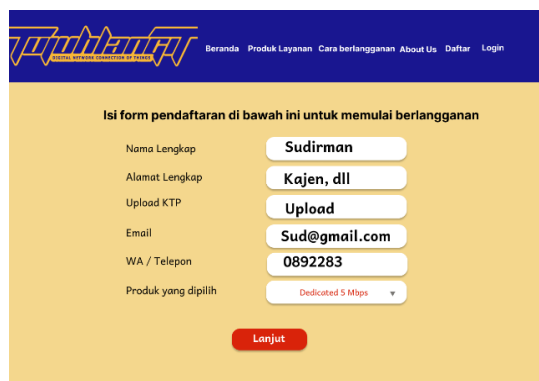 DIGITAL NETWORK CONNECTION OF THINGS
Beranda Produk Layanan Cara berlangganan About Us Daftar Login
Isi form pendaftaran di bawah ini untuk memulai berlangganan
Nama Lengkap Sudirman
Alamat Lengkap Kajen, dll
Upload KTP Upload
Email Sud@gmail.com
WA / Telepon 0892283
Produk yang dipilih Dedicated 5 Mbps
Lanjut